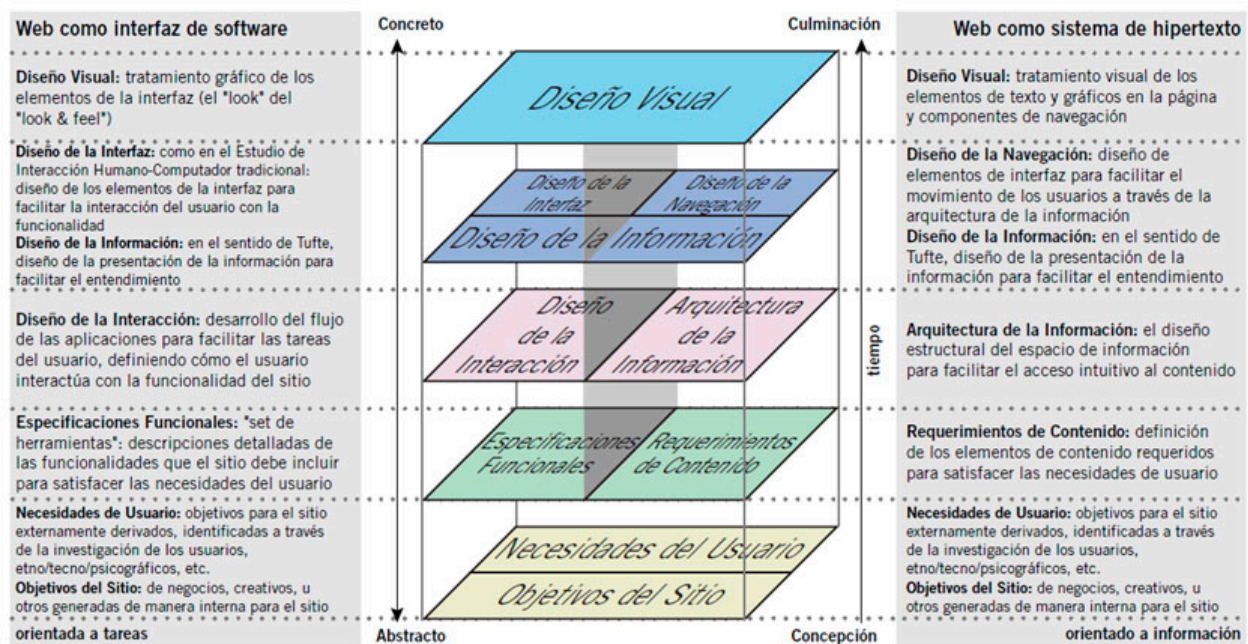 Web como interfaz de software
Diseño Visual: tratamiento gráfico de los
elementos de la interfaz (el "look" del
"look & feel")
Diseño de la Interfaz: como en el Estudio de
Interacción Humano-Computador tradicional:
diseño de los elementos de la interfaz para
facilitar la interacción del usuario con la
funcionalidad
Diseño de la Información: en el sentido de Tufte,
diseño de la presentación de la información para
facilitar el entendimiento
Diseño de la Interacción: desarrollo del flujo
de las aplicaciones para facilitar las tareas
del usuario, definiendo cómo el usuario
interactúa con la funcionalidad del sitio
Especificaciones Funcionales: "set de
herramientas": descripciones detalladas de
las funcionalidades que el sitio debe incluir
para satisfacer las necesidades del usuario
Necesidades de Usuario: objetivos para el sitio
externamente derivados, identificadas a través
de la investigación de los usuarios,
etno/tecno/psicográficos, etc.
Objetivos del Sitio: de negocios, creativos, u
otros generadas de manera interna para el sitio
orientada a tareas
Concreto
Culminación
Diseño Visual
Diseño de la
Interfaz
Diseño de la
Navegación
Diseño de la Información
Diseño
de la
Interacción
Arquitectura
de la
Información
tiempo
Especificaciones
Funcionales
Requerimientos
de Contenido
Necesidades del Usuario
Objetivos del Sitio
Abstracto
Concepción
Web como sistema de hipertexto
Diseño Visual: tratamiento visual de los
elementos de texto y gráficos en la página
y componentes de navegación
Diseño de la Navegación: diseño de
elementos de interfaz para facilitar el
movimiento de los usuarios a través de la
arquitectura de la información
Diseño de la Información: en el sentido de
Tufte, diseño de la presentación de la
información para facilitar el entendimiento
Arquitectura de la Información: el diseño
estructural del espacio de información
para facilitar el acceso intuitivo al contenido
Requerimientos de Contenido: definición
de los elementos de contenido requeridos
para satisfacer las necesidades de usuario
Necesidades de Usuario: objetivos para el sitio
externamente derivados, identificadas a través
de la investigación de los usuarios,
etno/tecno/psicográficos, etc.
Objetivos del Sitio: de negocios, creativos, u
otros generadas de manera interna para el sitio
orientado a información